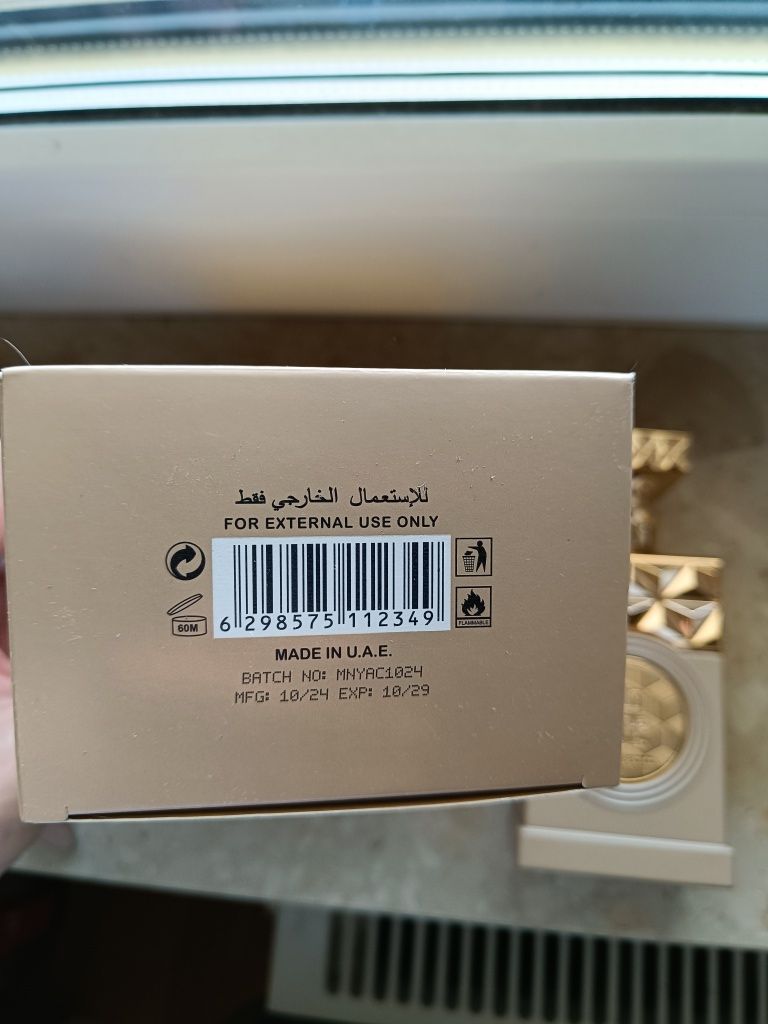 للإستعمال الخارجي فقط
FOR EXTERNAL USE ONLY
6 298575 112349
60M
FLAMMABLE
MADE IN U.A.E.
BATCH NO: MNYAC1024
MFG: 10/24 EXP: 10/29